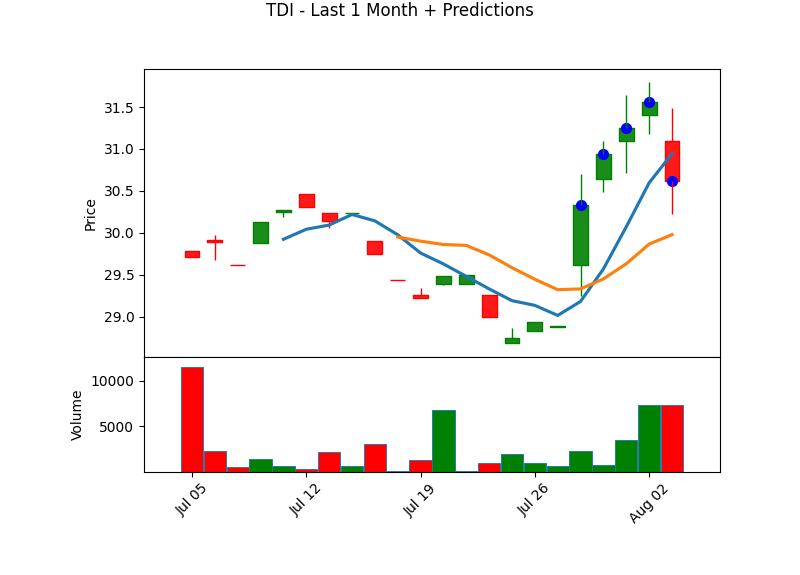 TDI - Last 1 Month + Predictions
31.5
31.0
30.5
30.0
29.5
29.0
Price
10000
5000
Volume
Jul 05
Jul 12
Jul 19
Jul 26
Aug 02